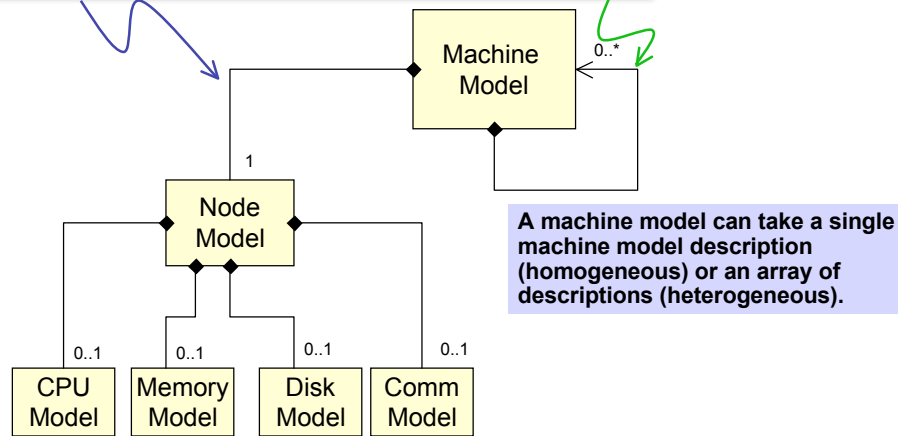 Machine
Model
0..*
1
Node
Model
A machine model can take a single
machine model description
(homogeneous) or an array of
descriptions (heterogeneous).
0..1
0..1
0..1
0..1
CPU
Model
Memory
Model
Disk
Model
Comm
Model